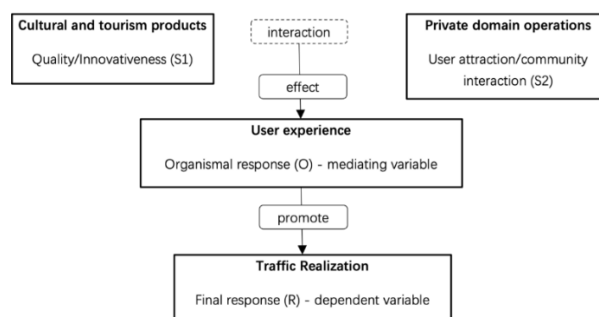 Cultural and tourism products
Quality/Innovativeness (S1)
interaction
Private domain operations
User attraction/community
interaction (S2)
effect
User experience
Organismal response (O) - mediating variable
promote
Traffic Realization
Final response (R) - dependent variable